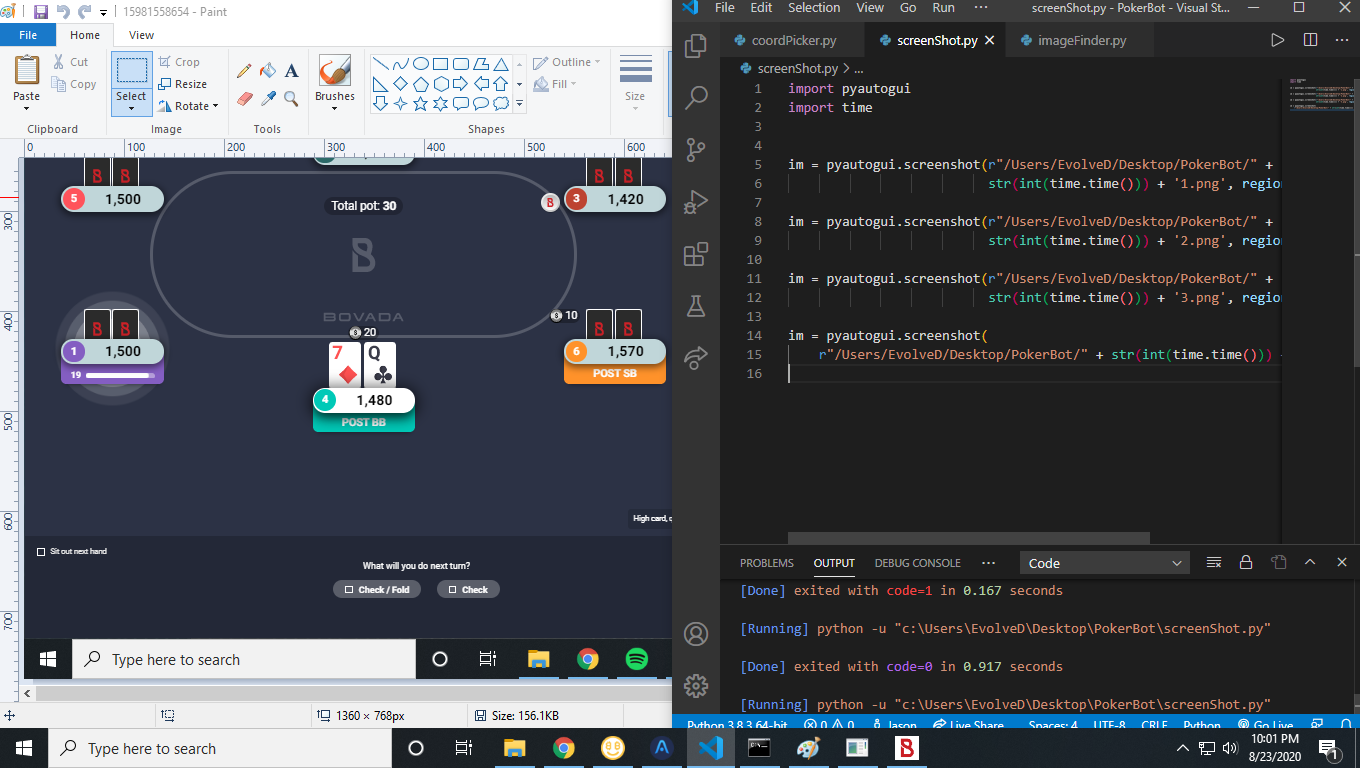 15981558654 - Paint
File
Home
View
Paste
Cut
Copy
Clipboard
Select
Crop
Resize
Rotate
Image
A
Tools
Brushes
Shapes
Outline
Fill
Size
0 100 200 300 400 500 600
300
400
500
600
700
B B
5 1,500
Total pot: 30
B
B B
3 1,420
B
BOVADA
B B
1 1,500
19
20
7 Q
4 1,480
POST BB
10
B B
6 1,570
POST SB
High card,
Sit out next hand
What will you do next turn?
Check / Fold
Check
Type here to search
1360 × 768px
Size: 156.1KB
File Edit Selection View Go Run ··· screenShot.py - PokerBot - Visual St...
coordPicker.py
screenShot.py
imageFinder.py
screenShot.py > ...
1 import pyautogui
2 import time
3
4
5 im = pyautogui.screenshot(r"/Users/EvolveD/Desktop/PokerBot/" +
6 str(int(time.time())) + '1.png', regio
7
8 im = pyautogui.screenshot(r"/Users/EvolveD/Desktop/PokerBot/" +
9 str(int(time.time())) + '2.png', regio
10
11 im = pyautogui.screenshot(r"/Users/EvolveD/Desktop/PokerBot/" +
12 str(int(time.time())) + '3.png', regio
13
14 im = pyautogui.screenshot(
15 r"/Users/EvolveD/Desktop/PokerBot/" + str(int(time.time()))
16
PROBLEMS OUTPUT DEBUG CONSOLE ··· Code
[Done] exited with code=1 in 0.167 seconds
[Running] python -u "c:\Users\EvolveD\Desktop\PokerBot\screenShot.py"
[Done] exited with code=0 in 0.917 seconds
[Running] python -u "c:\Users\EvolveD\Desktop\PokerBot\screenShot.py"
Python 3.8.3 64-bit 0 0 Jason Live Share Spaces: 4 UTF-8 CRLF Python Go Live
Type here to search
B
10:01 PM
8/23/2020
1